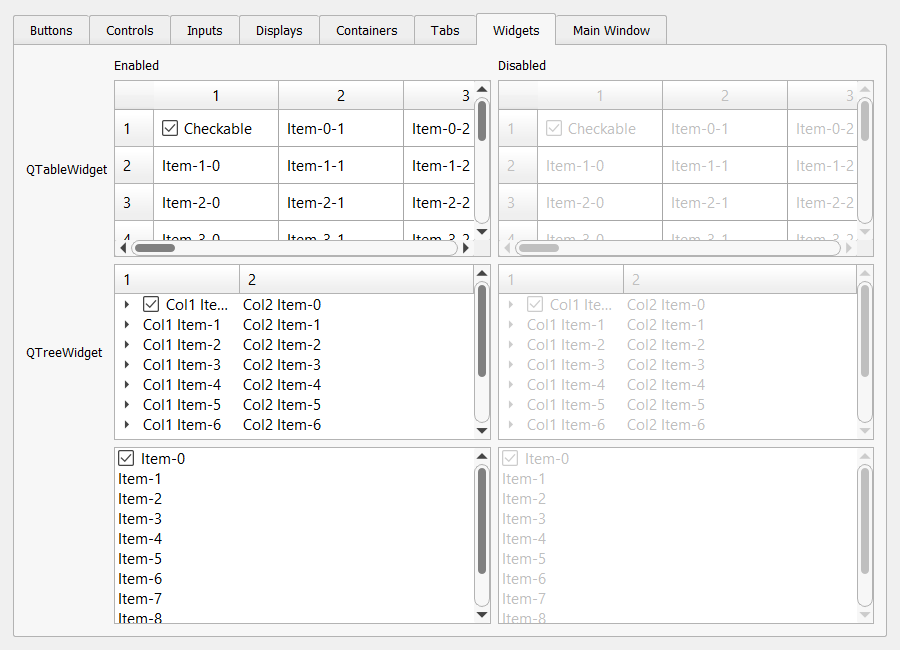 Buttons Controls Inputs Displays Containers Tabs Widgets Main Window
Enabled Disabled
QTableWidget
1 2 3
1 Checkable Item-0-1 Item-0-2
2 Item-1-0 Item-1-1 Item-1-2
3 Item-2-0 Item-2-1 Item-2-2
4 Item-3-0 Item-3-1 Item-3-2
1 2 3
1 Checkable Item-0-1 Item-0-2
2 Item-1-0 Item-1-1 Item-1-2
3 Item-2-0 Item-2-1 Item-2-2
4 Item-3-0 Item-3-1 Item-3-2
QTreeWidget
1 2
Col1 Ite... Col2 Item-0
Col1 Item-1 Col2 Item-1
Col1 Item-2 Col2 Item-2
Col1 Item-3 Col2 Item-3
Col1 Item-4 Col2 Item-4
Col1 Item-5 Col2 Item-5
Col1 Item-6 Col2 Item-6
1 2
Col1 Ite... Col2 Item-0
Col1 Item-1 Col2 Item-1
Col1 Item-2 Col2 Item-2
Col1 Item-3 Col2 Item-3
Col1 Item-4 Col2 Item-4
Col1 Item-5 Col2 Item-5
Col1 Item-6 Col2 Item-6
Item-0
Item-1
Item-2
Item-3
Item-4
Item-5
Item-6
Item-7
Item-8
Item-0
Item-1
Item-2
Item-3
Item-4
Item-5
Item-6
Item-7
Item-8